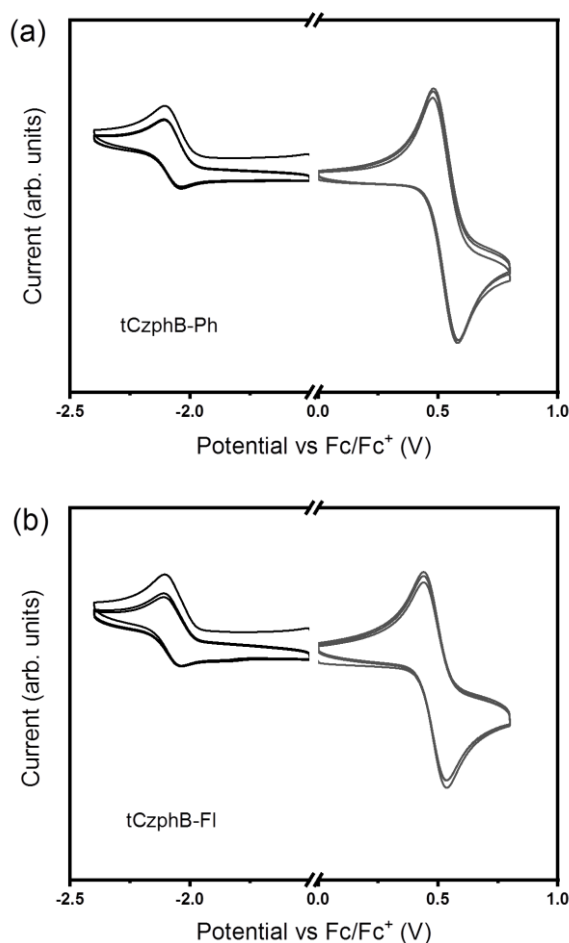 (a)
Current (arb. units)
tCzphB-Ph
-2.5 -2.0 0.0 0.5 1.0
Potential vs Fc/Fc⁺ (V)
(b)
Current (arb. units)
tCzphB-Fl
-2.5 -2.0 0.0 0.5 1.0
Potential vs Fc/Fc⁺ (V)